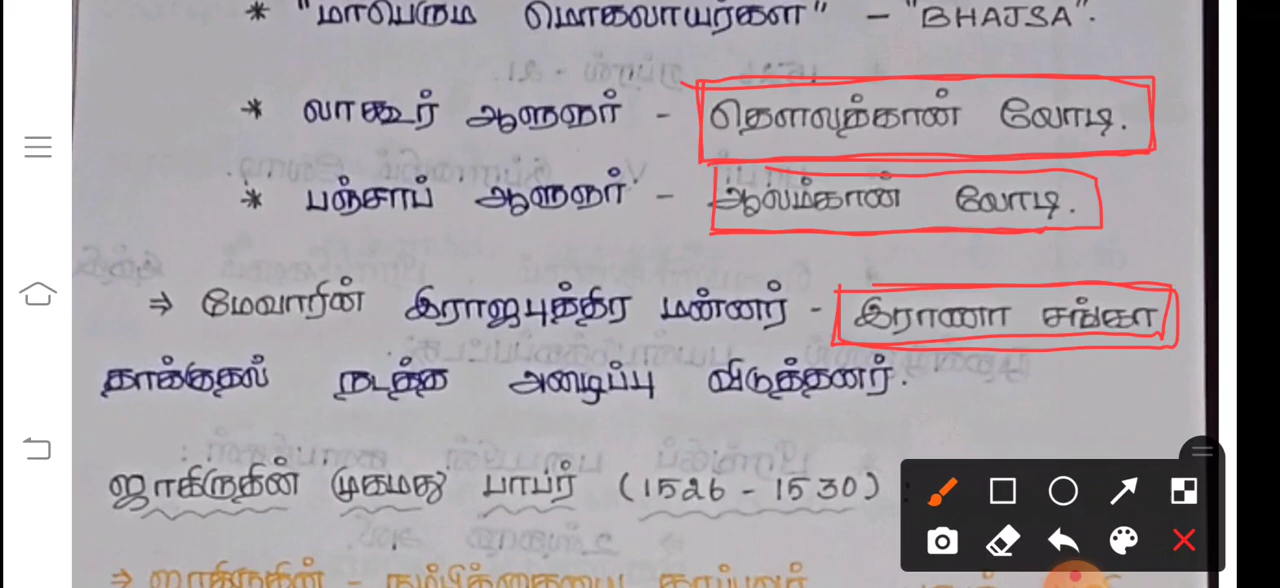 * "மாபெரும் மொகலாயர்கள்" - "BHAJSA".
* லாகூர் ஆளுநர் - தௌலத்கான் லோடி.
* பஞ்சாப் ஆளுநர் - ஆலம்கான் லோடி.
⇒ மேவாரின் இராஜபுத்திர மன்னர் - இராணா சங்கா
தாக்குதல் நடத்த அழைப்பு விடுத்தனர்.
ஜாகிருதின் முகமது பாபர் (1526 - 1530) :
⇒ ஜாகிருதின் -